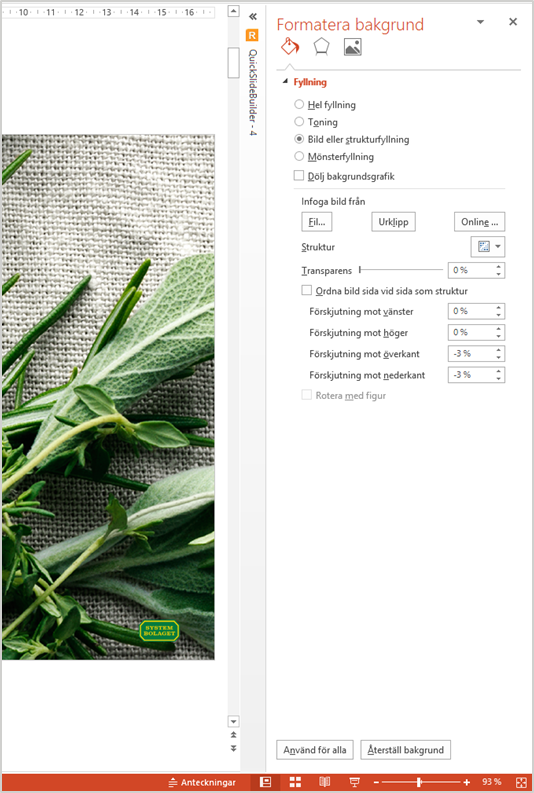 10 · 11 · 12 · 13 · 14 · 15 · 16
R
QuickSlideBuilder - 4
SYSTEM
BOLAGET
Formatera bakgrund
Fyllning
Hel fyllning
Toning
Bild eller strukturfyllning
Mönsterfyllning
Dölj bakgrundsgrafik
Infoga bild från
Fil...
Urklipp
Online ...
Struktur
Transparens 0 %
Ordna bild sida vid sida som struktur
Förskjutning mot vänster 0 %
Förskjutning mot höger 0 %
Förskjutning mot överkant -3 %
Förskjutning mot nederkant -3 %
Rotera med figur
Använd för alla Återställ bakgrund
Anteckningar 93 %